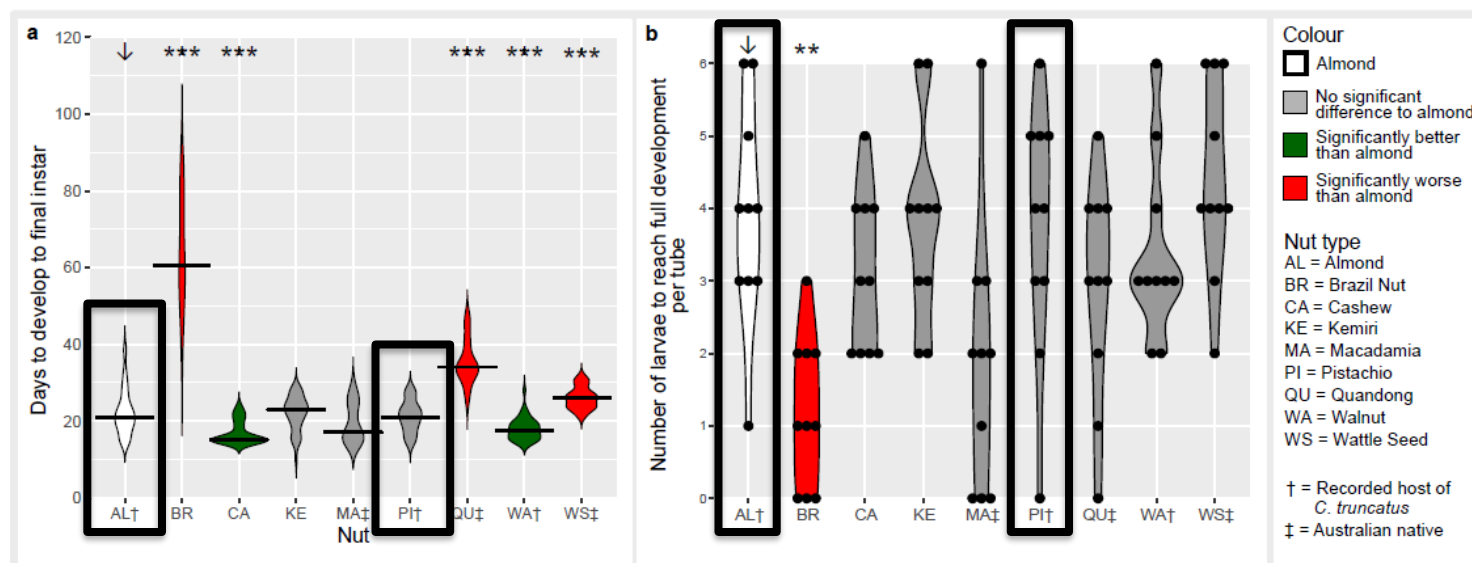 a
120
100
80
60
40
20
0
Days to develop to final instar
↓ *** *** *** *** ***
AL† BR CA KE MA‡ PI† QU‡ WA† WS‡
Nut
b
6
5
4
3
2
1
0
Number of larvae to reach full development
per tube
↓ **
AL† BR CA KE MA‡ PI† QU‡ WA† WS‡
Colour
Almond
No significant
difference to almond
Significantly better
than almond
Significantly worse
than almond
Nut type
AL = Almond
BR = Brazil Nut
CA = Cashew
KE = Kemiri
MA = Macadamia
PI = Pistachio
QU = Quandong
WA = Walnut
WS = Wattle Seed
† = Recorded host of
C. truncatus
‡ = Australian native